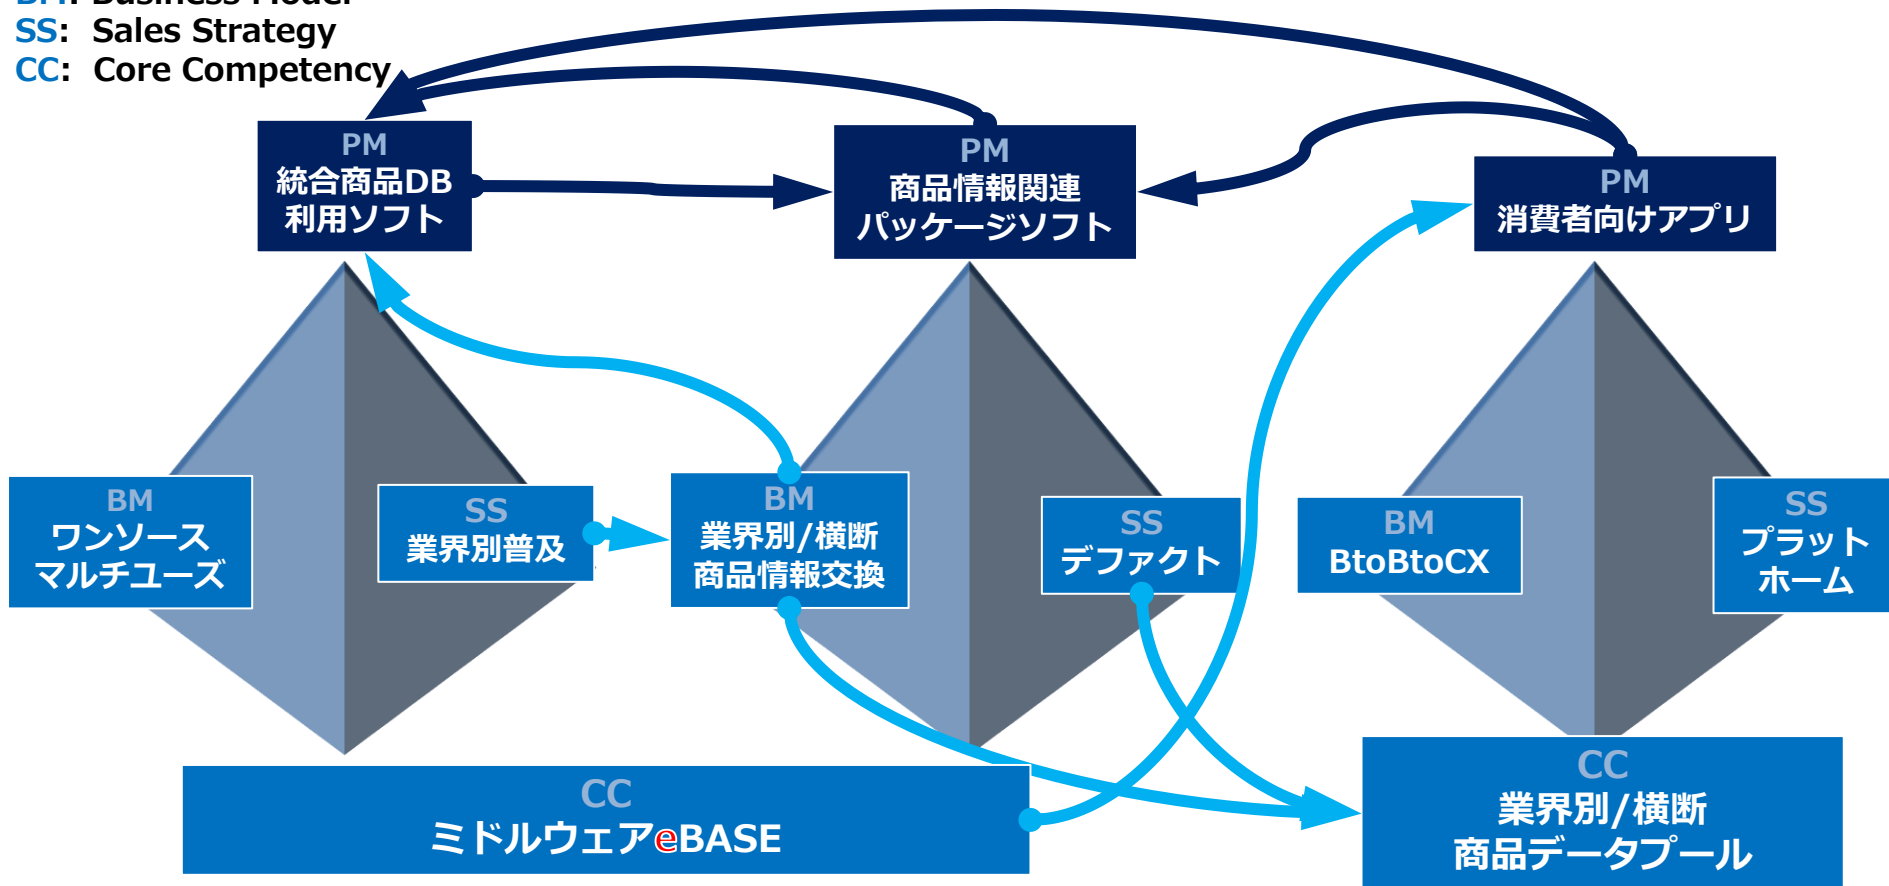 BM: Business Model
SS: Sales Strategy
CC: Core Competency
PM
統合商品DB
利用ソフト
PM
商品情報関連
パッケージソフト
PM
消費者向けアプリ
BM
ワンソース
マルチユーズ
SS
業界別普及
BM
業界別/横断
商品情報交換
SS
デファクト
BM
BtoBtoCX
SS
プラット
ホーム
CC
ミドルウェアeBASE
CC
業界別/横断
商品データプール